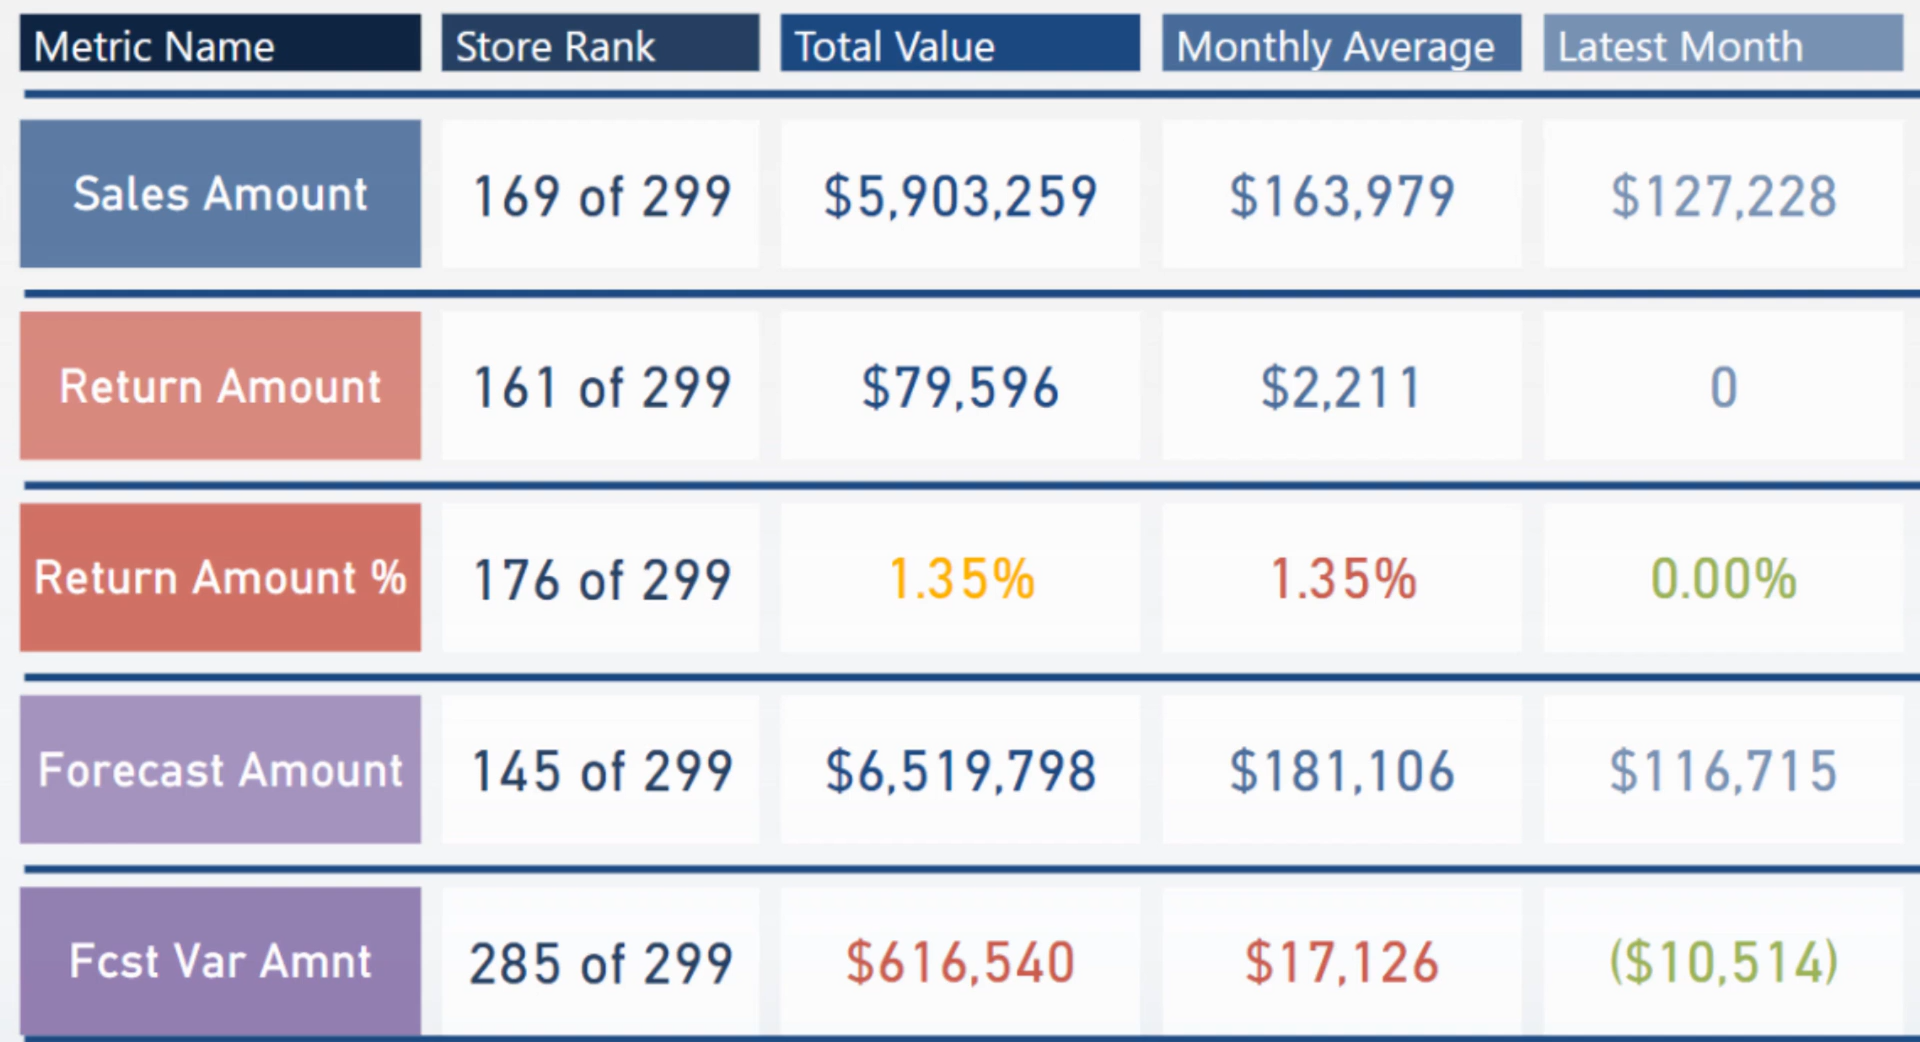 Metric Name Store Rank Total Value Monthly Average Latest Month
Sales Amount 169 of 299 $5,903,259 $163,979 $127,228
Return Amount 161 of 299 $79,596 $2,211 0
Return Amount % 176 of 299 1.35% 1.35% 0.00%
Forecast Amount 145 of 299 $6,519,798 $181,106 $116,715
Fcst Var Amnt 285 of 299 $616,540 $17,126 ($10,514)